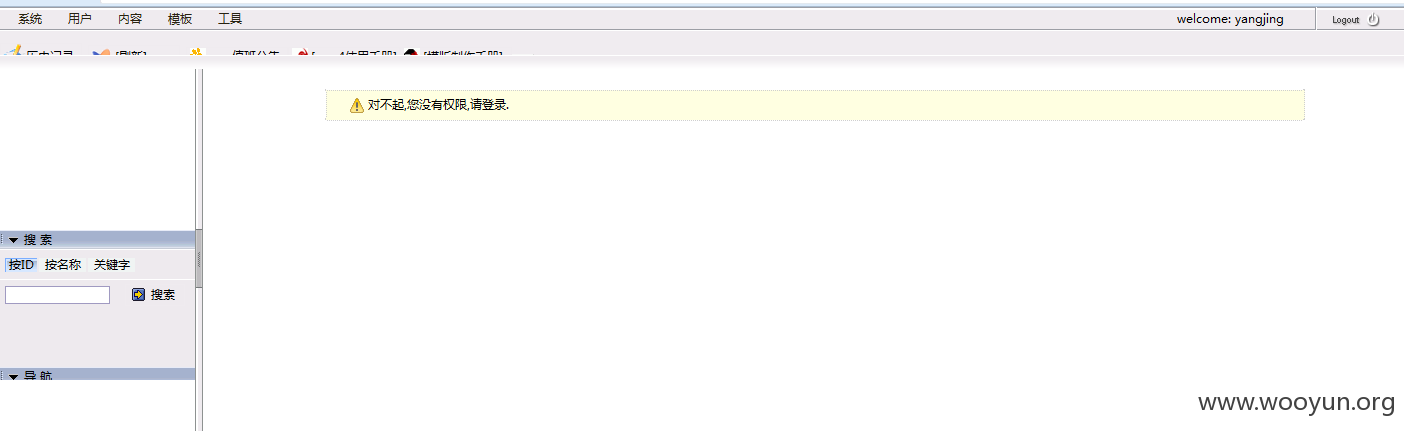 系统 用户 内容 模板 工具 welcome: yangjing Logout
历史记录 [刷新] 值班公告 4使用手册] [模版制作手册]
对不起,您没有权限,请登录.
搜 索
按ID 按名称 关键字
搜索
导 航
www.wooyun.org